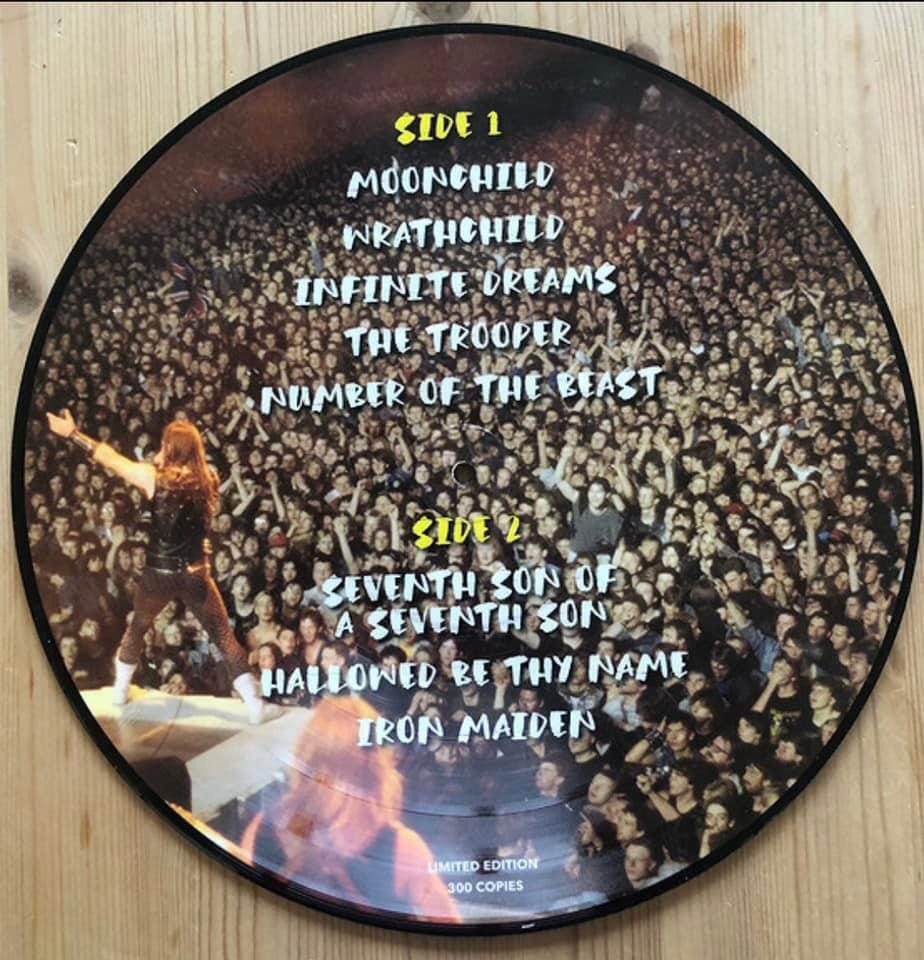 SIDE 1
MOONCHILD
WRATHCHILD
INFINITE DREAMS
THE TROOPER
NUMBER OF THE BEAST
SIDE 2
SEVENTH SON OF
A SEVENTH SON
HALLOWED BE THY NAME
IRON MAIDEN
LIMITED EDITION
300 COPIES